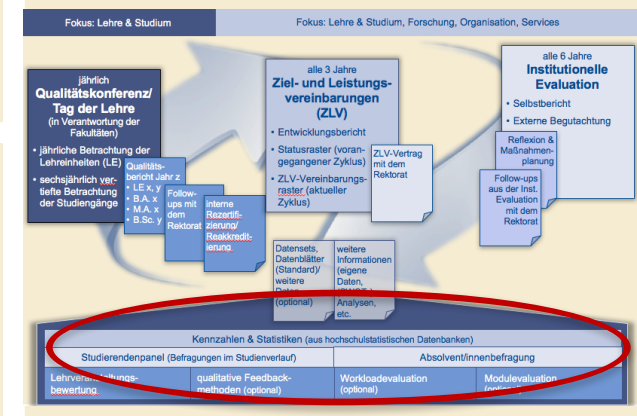 Fokus: Lehre & Studium
Fokus: Lehre & Studium, Forschung, Organisation, Services
jährlich
Qualitätskonferenz/
Tag der Lehre
(in Verantwortung der
Fakultäten)
• jährliche Betrachtung der
Lehreinheiten (LE)
• sechsjährlich ver-
tiefte Betrachtung
der Studiengänge
Qualitäts-
bericht Jahr z
• LE x, y
• B.A. x
• M.A. x
• B.Sc. y
Follow-
ups mit
dem
Rektorat
interne
Rezertifi-
zierung/
Reakkredit-
ierung
alle 3 Jahre
Ziel- und Leistungs-
vereinbarungen
(ZLV)
• Entwicklungsbericht
• Statusraster (voran-
gegangener Zyklus)
• ZLV-Vereinbarungs-
raster (aktueller
Zyklus)
ZLV-Vertrag
mit dem
Rektorat
alle 6 Jahre
Institutionelle
Evaluation
• Selbstbericht
• Externe Begutachtung
Reflexion &
Maßnahmen-
planung
Follow-ups
aus der Inst.
Evaluation
mit dem
Rektorat
Datensets,
Datenblätter
(Standard)/
weitere
(optional)
weitere
Informationen
(eigene
Daten,
Analysen,
etc.
Kennzahlen & Statistiken (aus hochschulstatistischen Datenbanken)
Studierendenpanel (Befragungen im Studienverlauf)
Absolvent/innenbefragung
Lehrveranstaltungs-
bewertung
qualitative Feedback-
methoden (optional)
Workloadevaluation
(optional)
Modulevaluation
(optional)